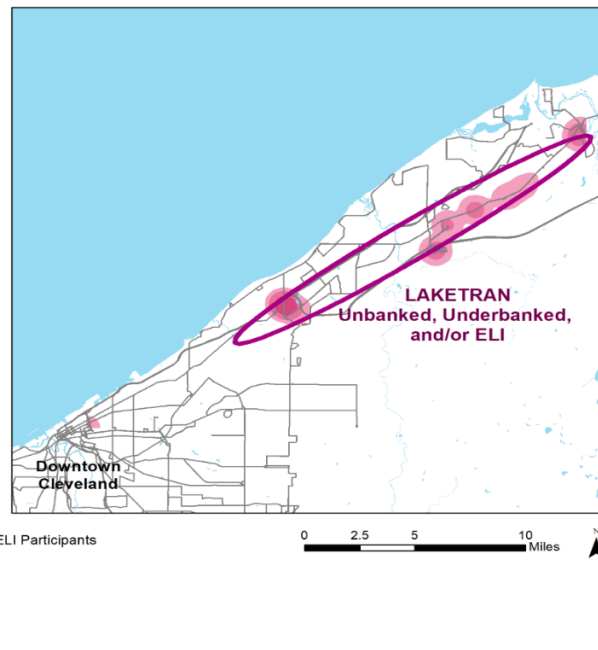 LAKETRAN
Unbanked, Underbanked,
and/or ELI
Downtown
Cleveland
ELI Participants
0 2.5 5 10
Miles
N